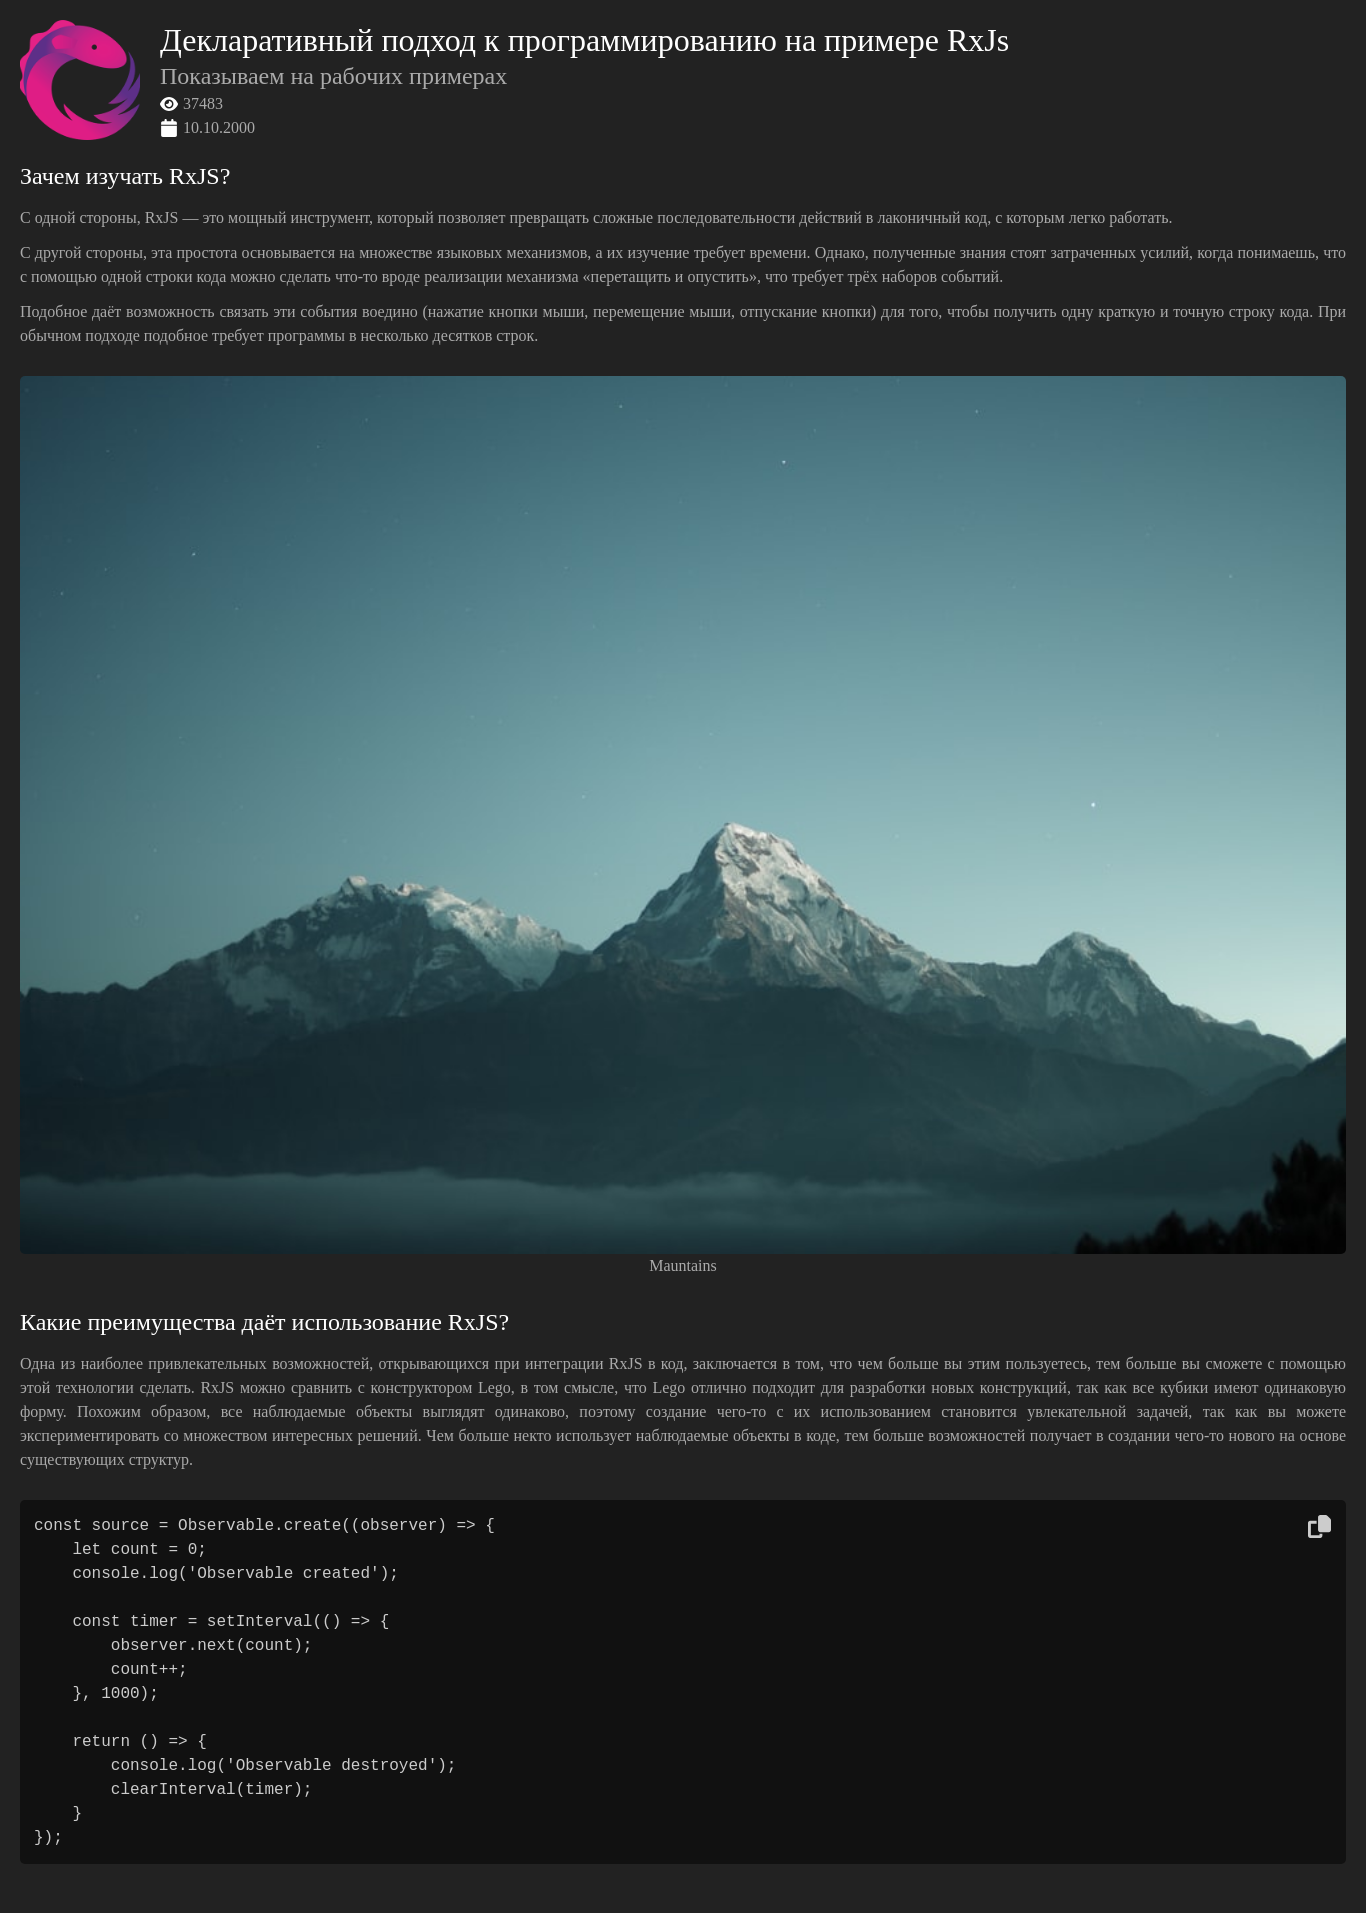 Декларативный подход к программированию на примере RxJs
Показываем на рабочих примерах
37483
10.10.2000
Зачем изучать RxJS?
С одной стороны, RxJS — это мощный инструмент, который позволяет превращать сложные последовательности действий в лаконичный код, с которым легко работать.
С другой стороны, эта простота основывается на множестве языковых механизмов, а их изучение требует времени. Однако, полученные знания стоят затраченных усилий, когда понимаешь, что
с помощью одной строки кода можно сделать что-то вроде реализации механизма «перетащить и опустить», что требует трёх наборов событий.
Подобное даёт возможность связать эти события воедино (нажатие кнопки мыши, перемещение мыши, отпускание кнопки) для того, чтобы получить одну краткую и точную строку кода. При
обычном подходе подобное требует программы в несколько десятков строк.
Mauntains
Какие преимущества даёт использование RxJS?
Одна из наиболее привлекательных возможностей, открывающихся при интеграции RxJS в код, заключается в том, что чем больше вы этим пользуетесь, тем больше вы сможете с помощью
этой технологии сделать. RxJS можно сравнить с конструктором Lego, в том смысле, что Lego отлично подходит для разработки новых конструкций, так как все кубики имеют одинаковую
форму. Похожим образом, все наблюдаемые объекты выглядят одинаково, поэтому создание чего-то с их использованием становится увлекательной задачей, так как вы можете
экспериментировать со множеством интересных решений. Чем больше некто использует наблюдаемые объекты в коде, тем больше возможностей получает в создании чего-то нового на основе
существующих структур.
const source = Observable.create((observer) => {
    let count = 0;
    console.log('Observable created');
    const timer = setInterval(() => {
        observer.next(count);
        count++;
    }, 1000);
    return () => {
        console.log('Observable destroyed');
        clearInterval(timer);
    }
});